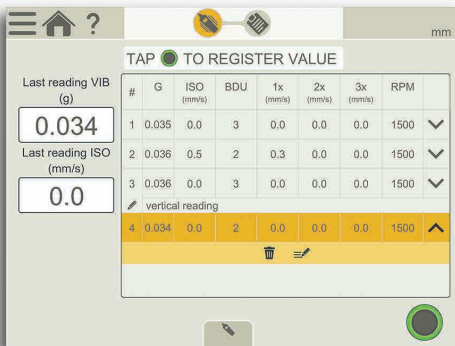 ?
mm
TAP TO REGISTER VALUE
Last reading VIB
(g)
0.034
Last reading ISO
(mm/s)
0.0
# G ISO (mm/s) BDU 1x (mm/s) 2x (mm/s) 3x (mm/s) RPM
1 0.035 0.0 3 0.0 0.0 0.0 1500
2 0.036 0.5 2 0.3 0.0 0.0 1500
3 0.036 0.0 3 0.0 0.0 0.0 1500
vertical reading
4 0.034 0.0 2 0.0 0.0 0.0 1500